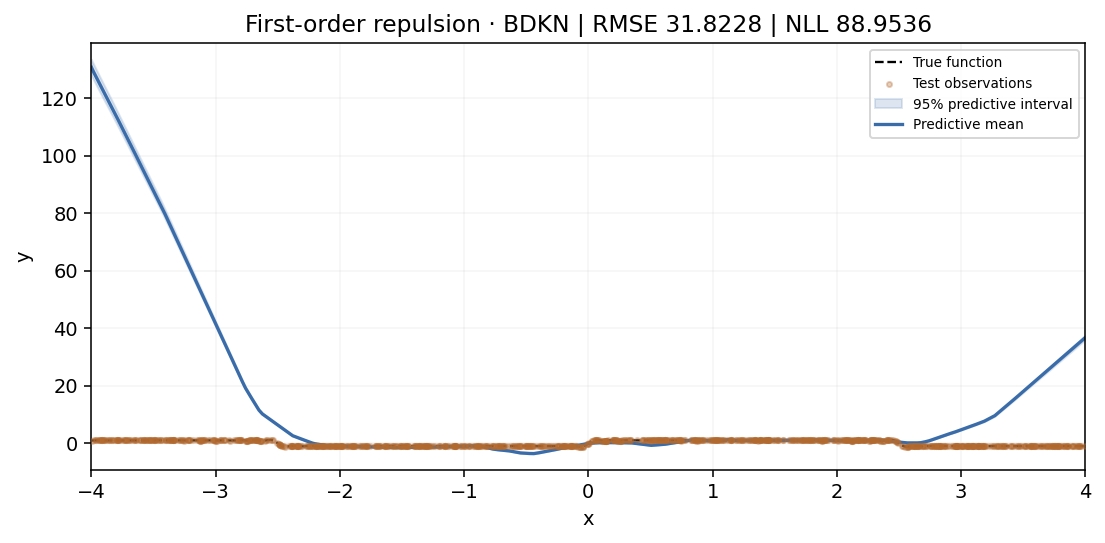 First-order repulsion · BDKN | RMSE 31.8228 | NLL 88.9536
True function
Test observations
95% predictive interval
Predictive mean
y
120
100
80
60
40
20
0
−4 −3 −2 −1 0 1 2 3 4
x